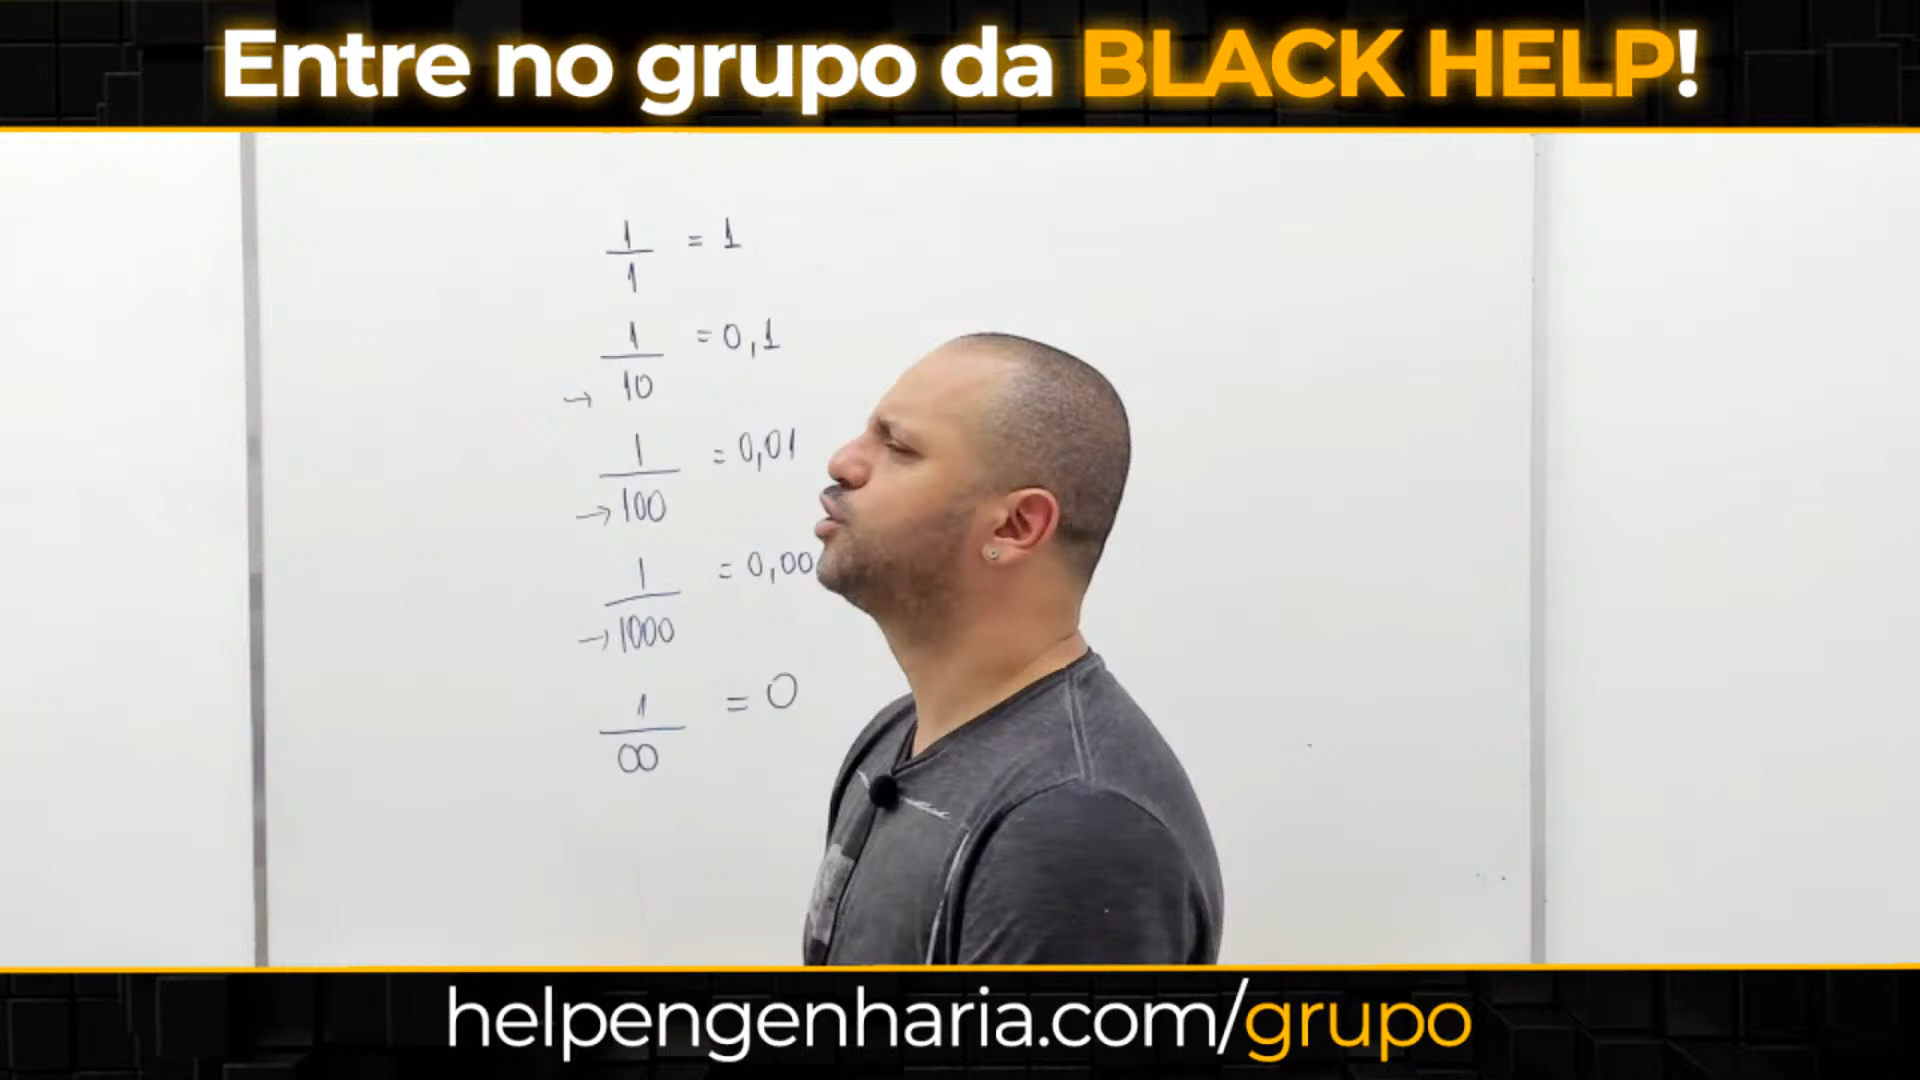 Entre no grupo da BLACK HELP!
1/1 = 1
1/10 = 0,1
→
1/100 = 0,01
→
1/1000 = 0,00
→
1/∞ = 0
helpengenharia.com/grupo